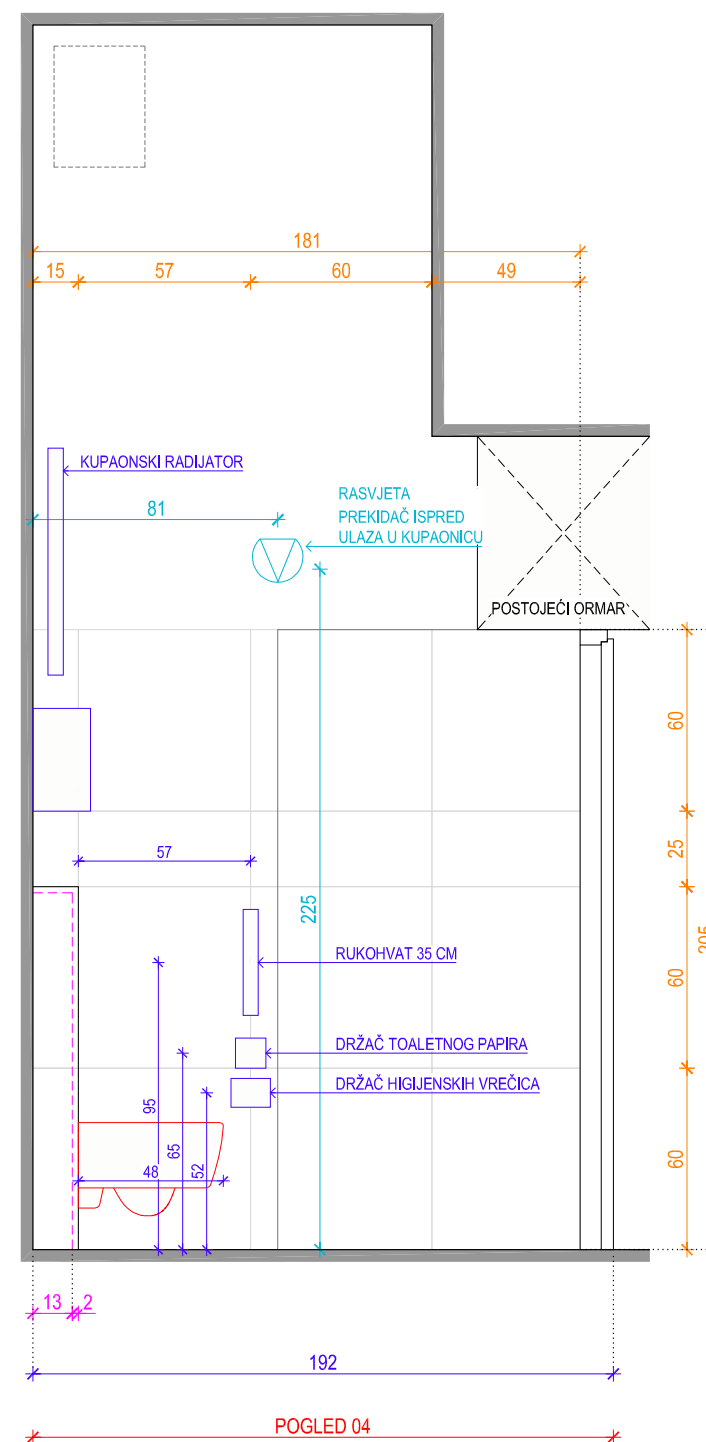 181
15
57
60
49
KUPAONSKI RADIJATOR
81
RASVJETA
PREKIDAČ ISPRED
ULAZA U KUPAONICU
POSTOJEĆI ORMAR
60
57
25
225
205
RUKOHVAT 35 CM
60
DRŽAČ TOALETNOG PAPIRA
DRŽAČ HIGIJENSKIH VREČICA
95
65
52
48
60
13
2
192
POGLED 04